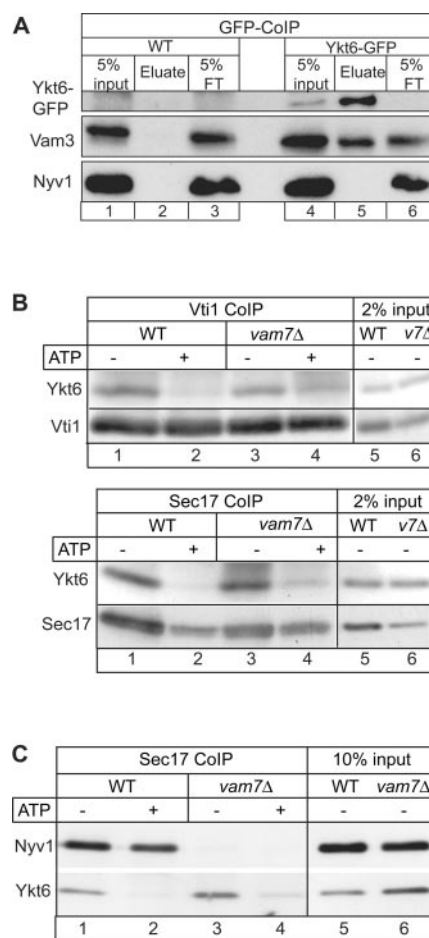 A
GFP-CoIP
WT
Ykt6-GFP
5% input
Eluate
5% FT
5% input
Eluate
5% FT
Ykt6-GFP
Vam3
Nyv1
1 2 3 4 5 6
B
Vti1 CoIP
2% input
WT vam7Δ WT v7Δ
ATP - + - + - -
Ykt6
Vti1
1 2 3 4 5 6
Sec17 CoIP
2% input
WT vam7Δ WT v7Δ
ATP - + - + - -
Ykt6
Sec17
1 2 3 4 5 6
C
Sec17 CoIP
10% input
WT vam7Δ WT vam7Δ
ATP - + - + - -
Nyv1
Ykt6
1 2 3 4 5 6